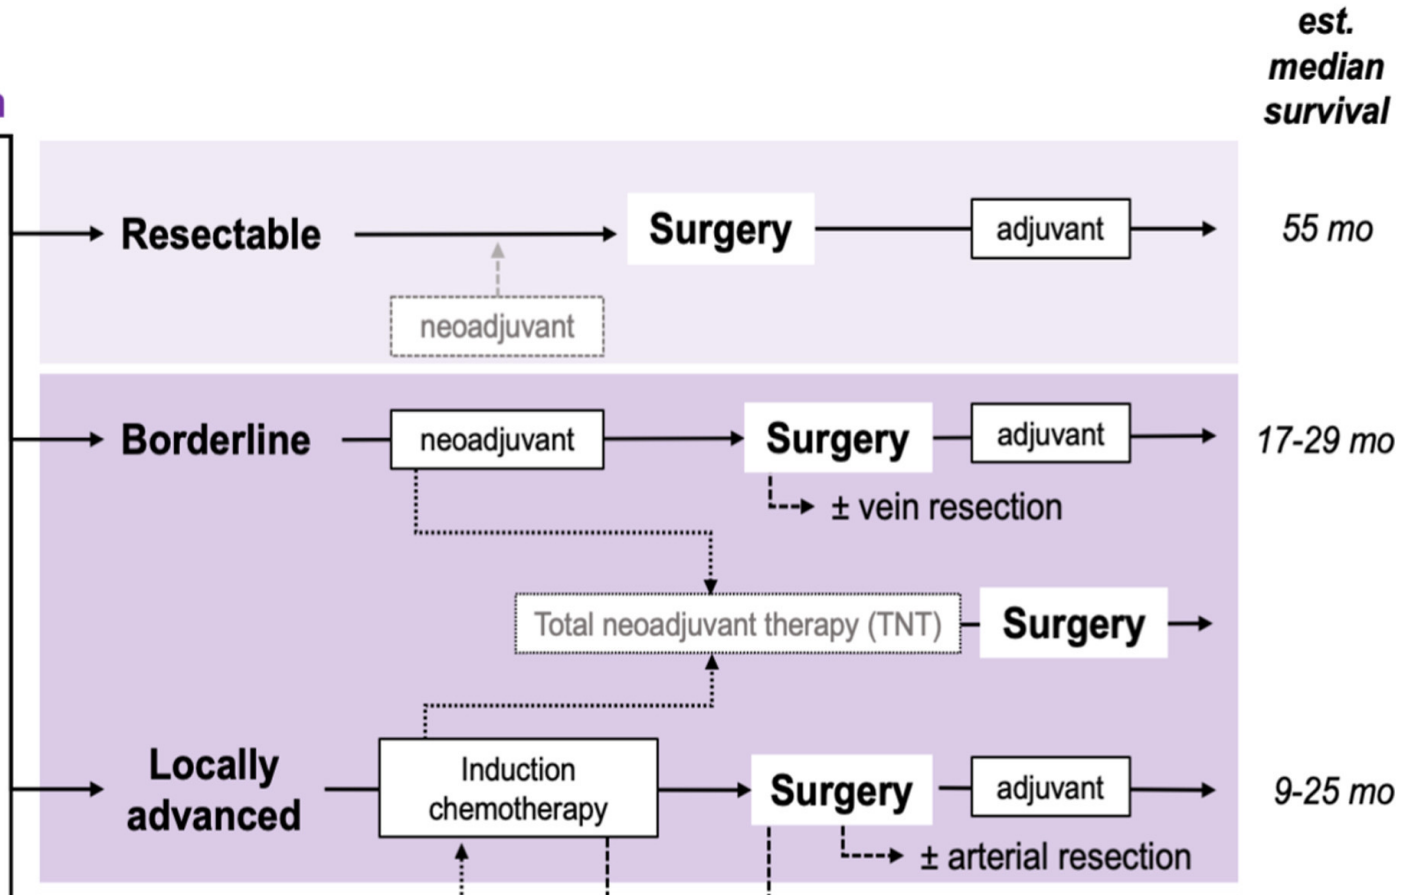 est.
median
survival
Resectable
Surgery
adjuvant
55 mo
neoadjuvant
Borderline
neoadjuvant
Surgery
adjuvant
17-29 mo
± vein resection
Total neoadjuvant therapy (TNT)
Surgery
Locally
advanced
Induction
chemotherapy
Surgery
adjuvant
9-25 mo
± arterial resection